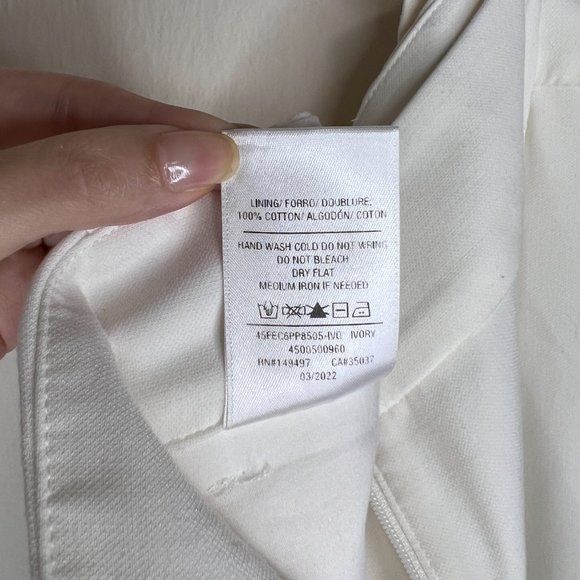 LINING/ FORRO/ DOUBLURE:
100% COTTON/ ALGODÓN/ COTON
HAND WASH COLD DO NOT WRING
DO NOT BLEACH
DRY FLAT
MEDIUM IRON IF NEEDED
45FEC6PP8505-IVO IVORY
4500500960
RN#149497 CA#35037
03/2022